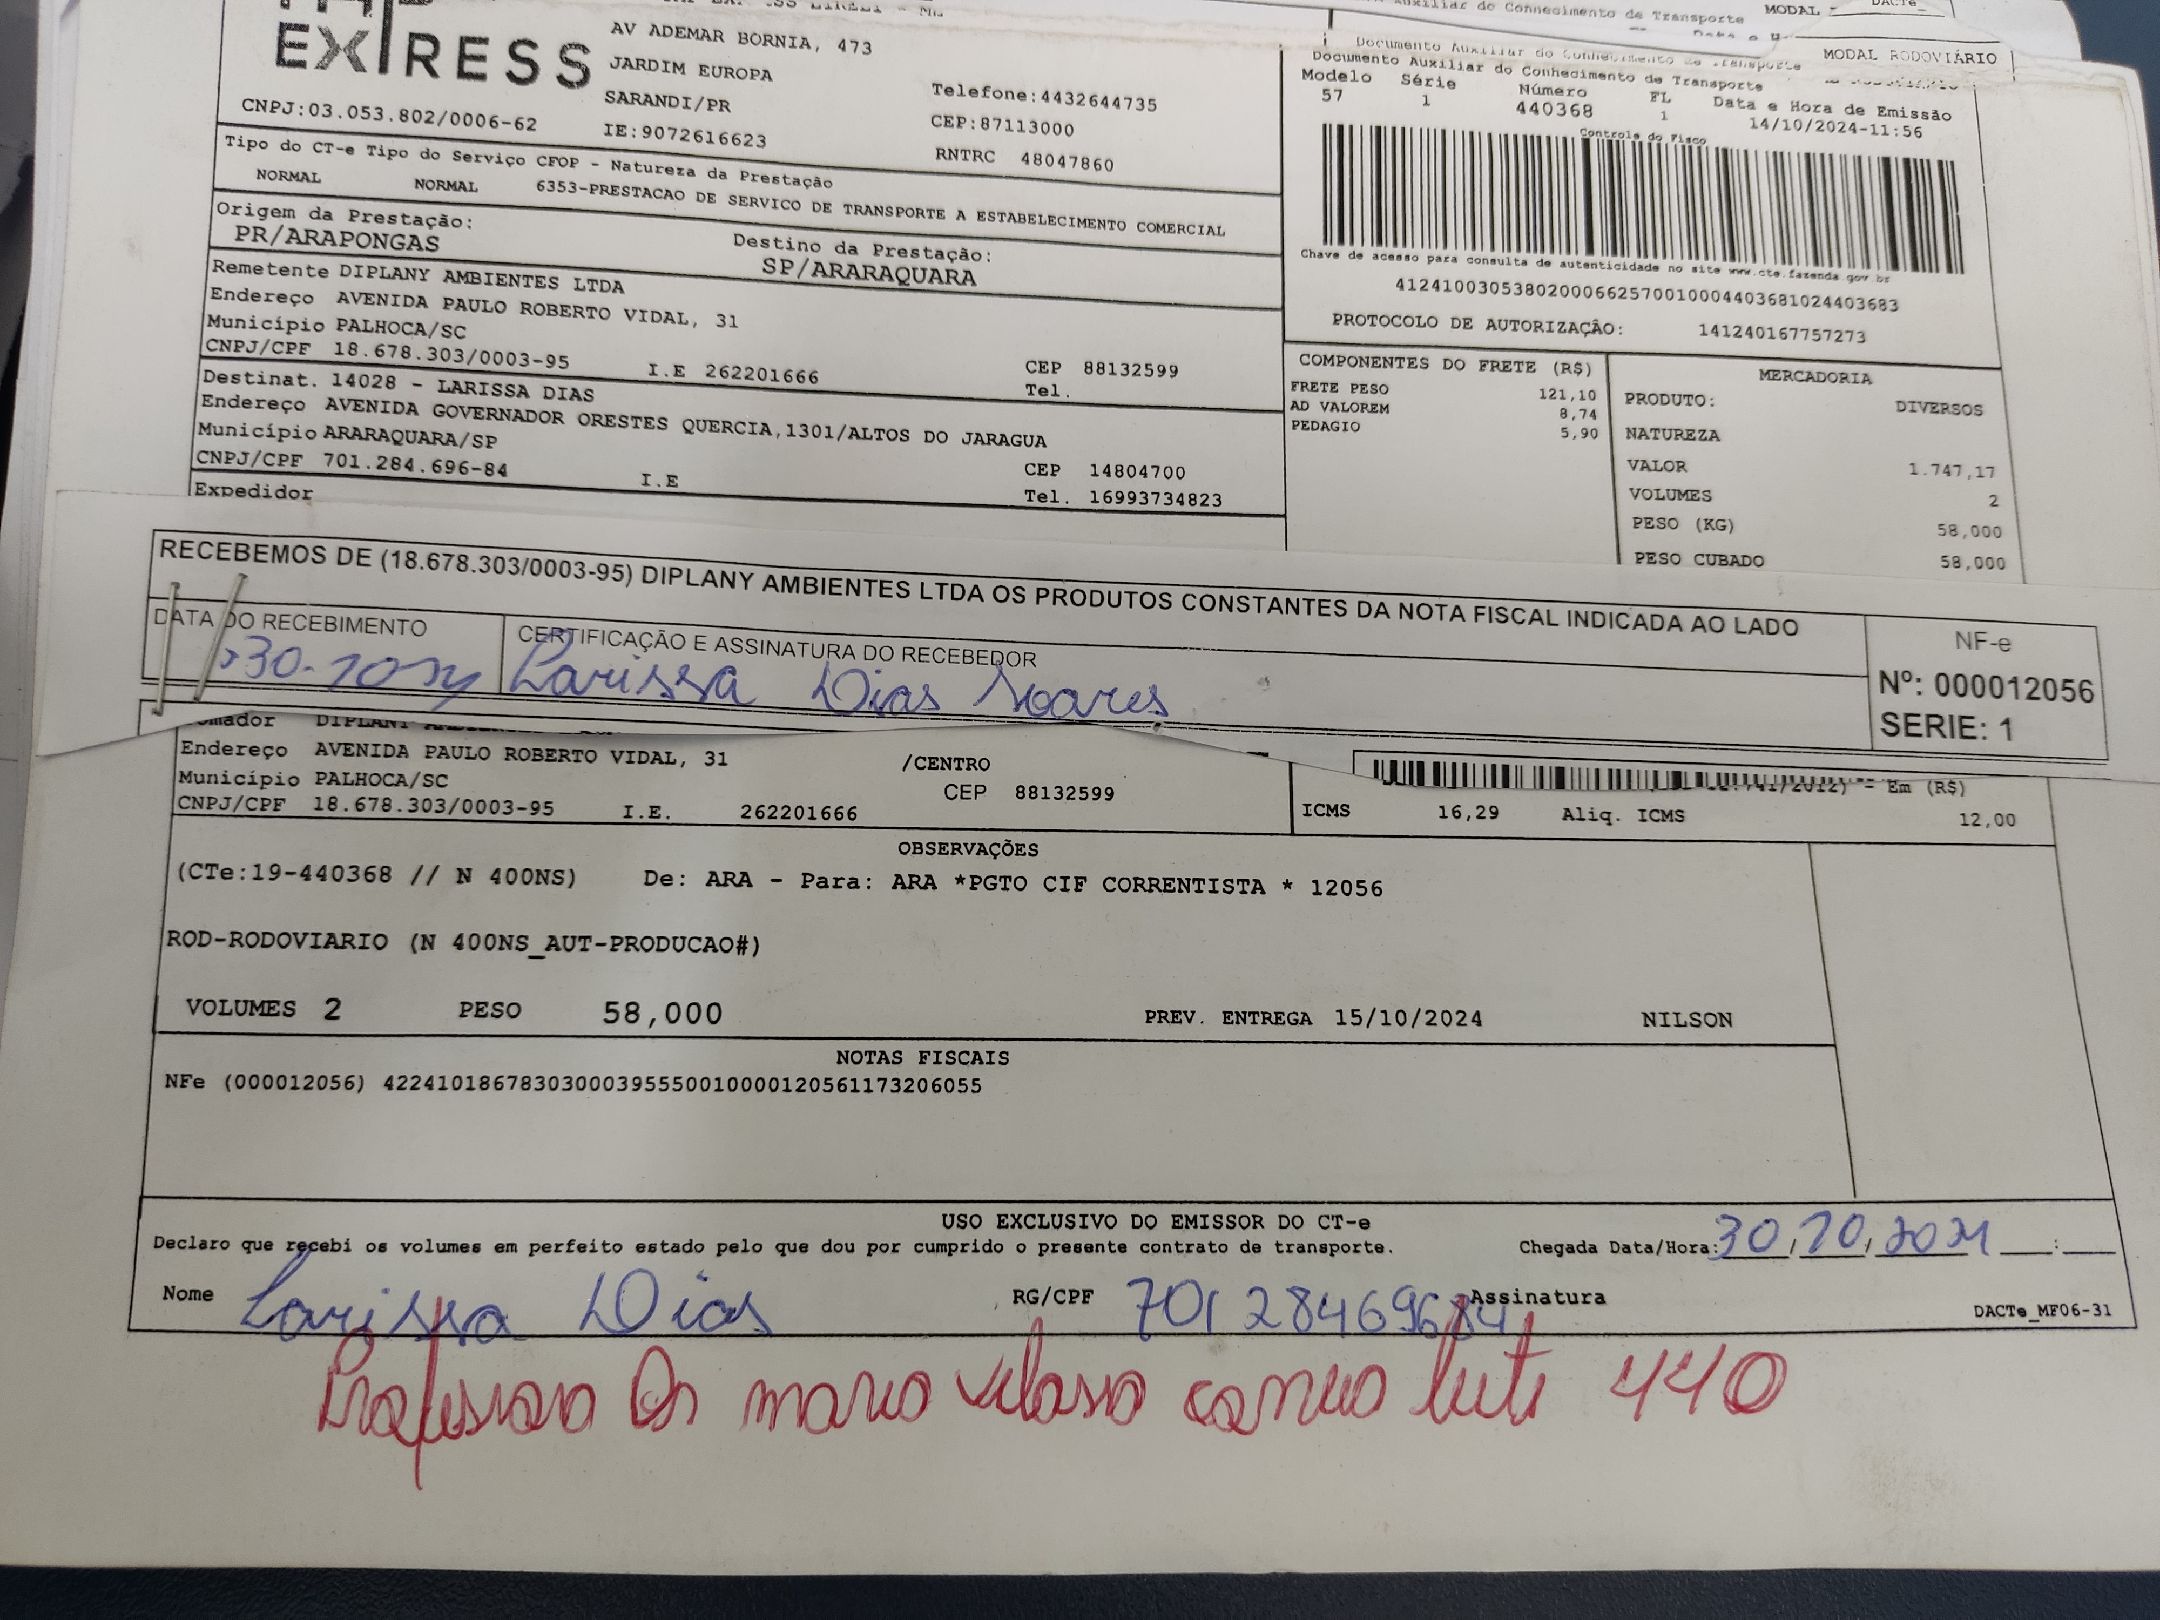 EXPRESS
AV ADEMAR BORNIA, 473
JARDIM EUROPA
SARANDI/PR
Telefone:4432644735
CNPJ:03.053.802/0006-62
IE:9072616623
CEP:87113000
RNTRC 48047860
Tipo do CT-e Tipo do Serviço CFOP - Natureza da Prestação
NORMAL NORMAL 6353-PRESTACAO DE SERVICO DE TRANSPORTE A ESTABELECIMENTO COMERCIAL
Origem da Prestação:
PR/ARAPONGAS
Destino da Prestação:
SP/ARARAQUARA
Remetente DIPLANY AMBIENTES LTDA
Endereço AVENIDA PAULO ROBERTO VIDAL, 31
Município PALHOCA/SC
CNPJ/CPF 18.678.303/0003-95 I.E 262201666
CEP 88132599
Tel.
Destinat. 14028 - LARISSA DIAS
Endereço AVENIDA GOVERNADOR ORESTES QUERCIA,1301/ALTOS DO JARAGUA
Município ARARAQUARA/SP
CNPJ/CPF 701.284.696-84 I.E
CEP 14804700
Tel. 16993734823
Expedidor
Auxiliar do Conhecimento de Transporte
MODAL
DACTe_
MODAL RODOVIÁRIO
Documento Auxiliar do Conhecimento de Transporte
Documento Auxiliar do Conhecimento de Transporte
Modelo Série Número FL Data e Hora de Emissão
57 1 440368 1 14/10/2024-11:56
Controle do Fisco
Chave de acesso para consulta de autenticidade no site www.cte.fazenda.gov.br
41241003053802000662570010004403681024403683
PROTOCOLO DE AUTORIZAÇÃO: 141240167757273
COMPONENTES DO FRETE (R$)
FRETE PESO 121,10
AD VALOREM 8,74
PEDAGIO 5,90
MERCADORIA
PRODUTO: DIVERSOS
NATUREZA
VALOR 1.747,17
VOLUMES 2
PESO (KG) 58,000
PESO CUBADO 58,000
RECEBEMOS DE (18.678.303/0003-95) DIPLANY AMBIENTES LTDA OS PRODUTOS CONSTANTES DA NOTA FISCAL INDICADA AO LADO
DATA DO RECEBIMENTO
CERTIFICAÇÃO E ASSINATURA DO RECEBEDOR
Larissa Dias Soares
NF-e
Nº: 000012056
SERIE: 1
Endereço AVENIDA PAULO ROBERTO VIDAL, 31 /CENTRO
Município PALHOCA/SC CEP 88132599
CNPJ/CPF 18.678.303/0003-95 I.E. 262201666
Em (R$)
ICMS 16,29 Aliq. ICMS 12,00
OBSERVAÇÕES
(CTe:19-440368 // N 400NS) De: ARA - Para: ARA *PGTO CIF CORRENTISTA * 12056
ROD-RODOVIARIO (N 400NS_AUT-PRODUCAO#)
VOLUMES 2 PESO 58,000 PREV. ENTREGA 15/10/2024 NILSON
NOTAS FISCAIS
NFe (000012056) 42241018678303000395550010000120561173206055
USO EXCLUSIVO DO EMISSOR DO CT-e
Declaro que recebi os volumes em perfeito estado pelo que dou por cumprido o presente contrato de transporte.
Chegada Data/Hora: 30,10,2024
Nome Larissa Dias RG/CPF 70128469684 Assinatura
DACTe_MF06-31
440